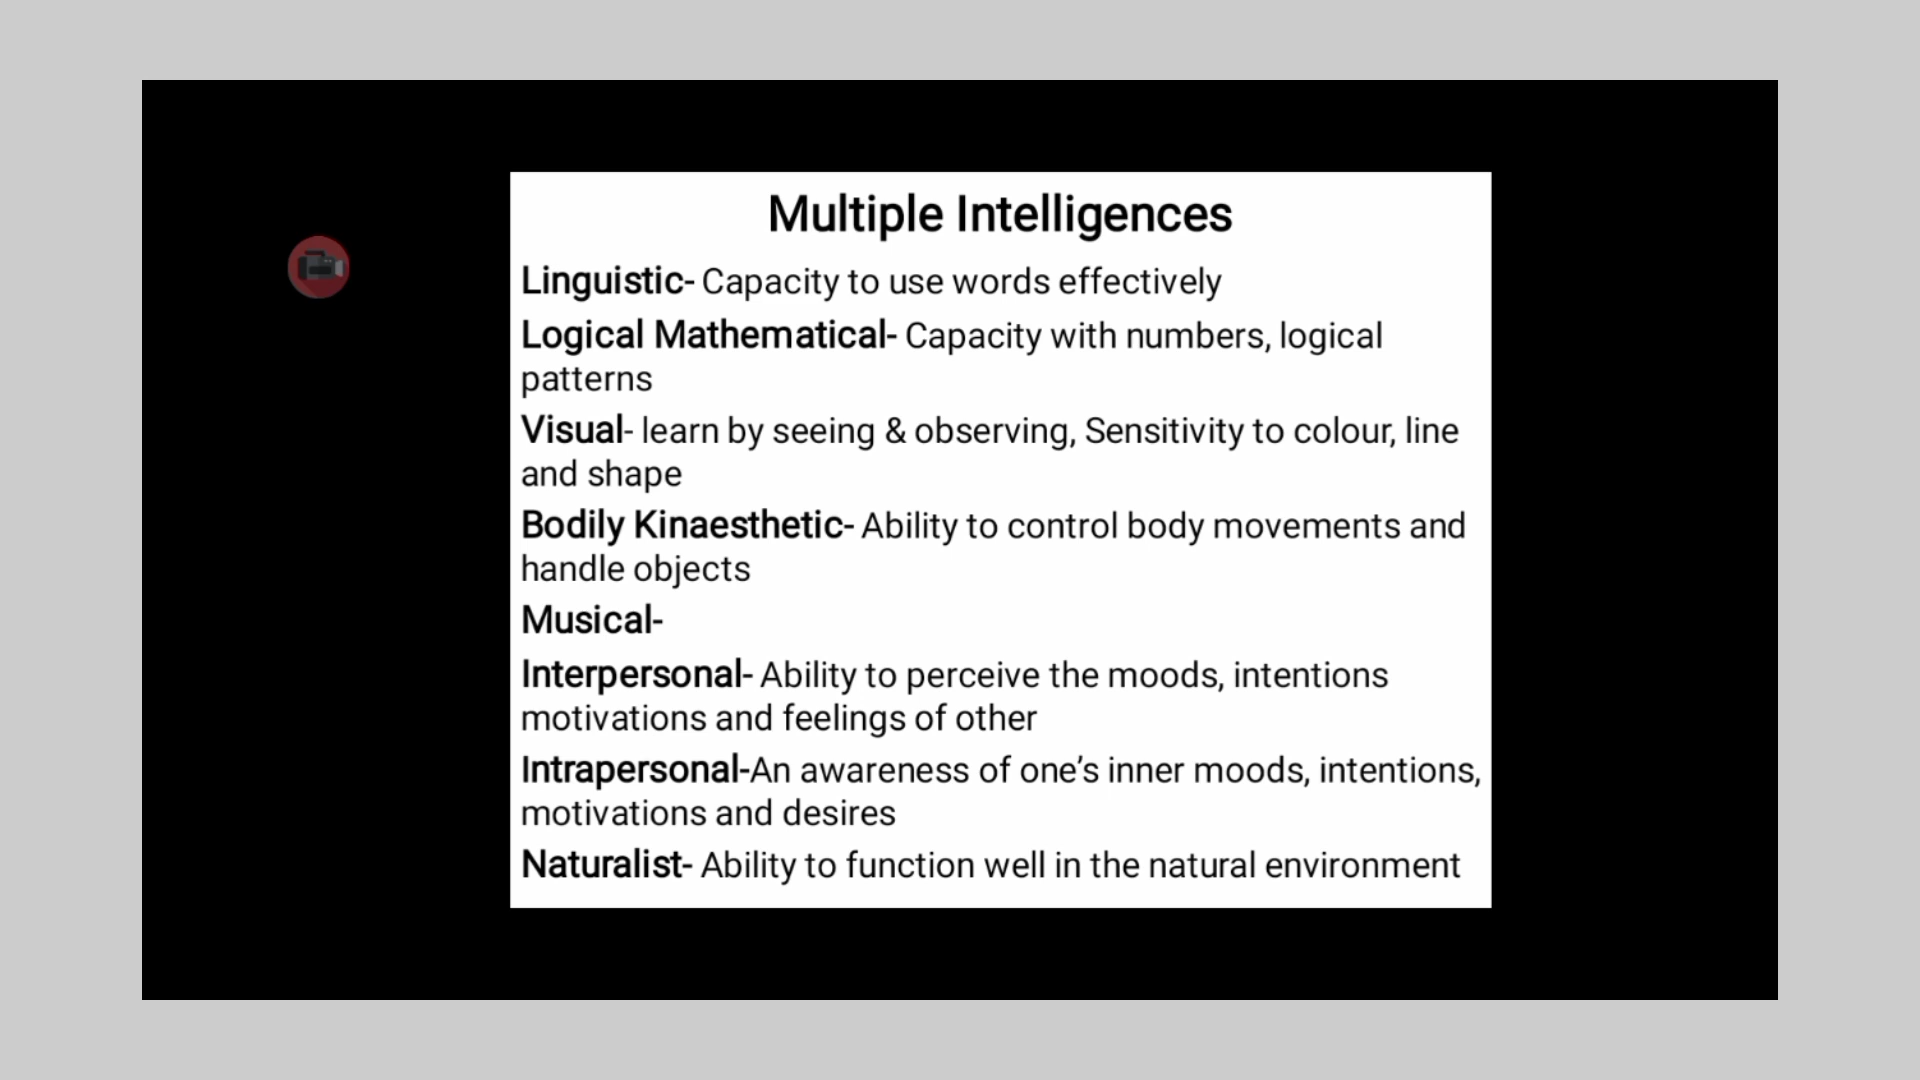 Multiple Intelligences
Linguistic- Capacity to use words effectively
Logical Mathematical- Capacity with numbers, logical
patterns
Visual- learn by seeing & observing, Sensitivity to colour, line
and shape
Bodily Kinaesthetic- Ability to control body movements and
handle objects
Musical-
Interpersonal- Ability to perceive the moods, intentions
motivations and feelings of other
Intrapersonal-An awareness of one’s inner moods, intentions,
motivations and desires
Naturalist- Ability to function well in the natural environment